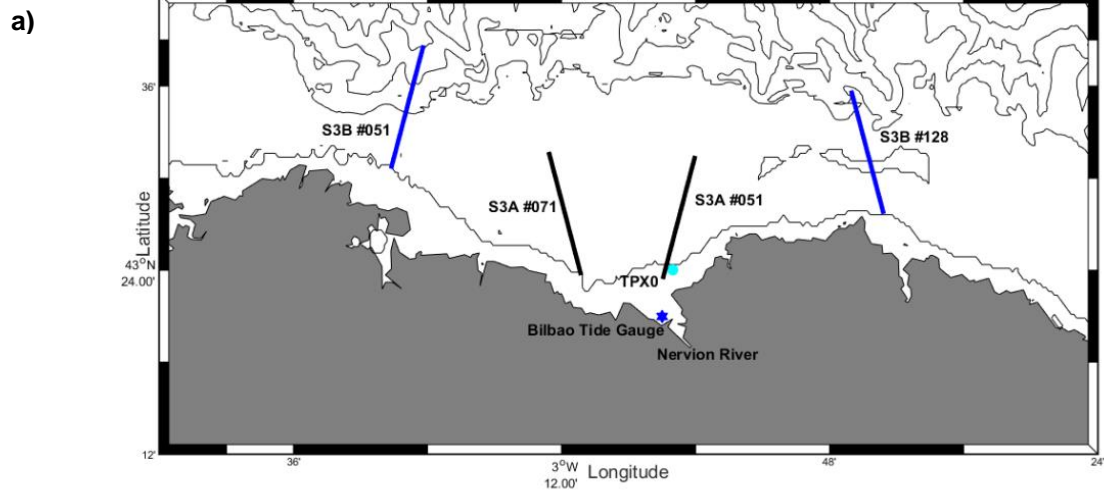 a)
36'
S3B #051
S3B #128
S3A #071
S3A #051
Latitude
43°N
24.00'
TPX0
Bilbao Tide Gauge
Nervion River
12'
36'
3°W
12.00'
Longitude
48'
24'